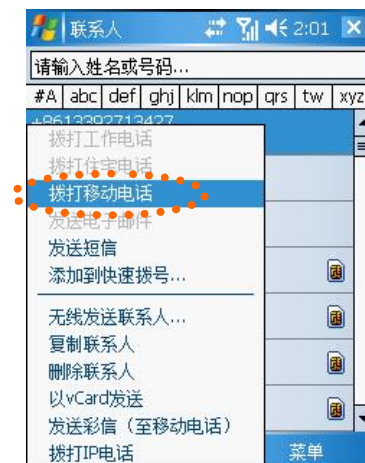 联系人 2:01
请输入姓名或号码...
#A abc def ghj klm nop qrs tw xyz
+8613392713427
拨打工作电话
拨打住宅电话
拨打移动电话
发送电子邮件
发送短信
添加到快速拨号...
无线发送联系人...
复制联系人
删除联系人
以vCard发送
发送彩信（至移动电话）
拨打IP电话
菜单